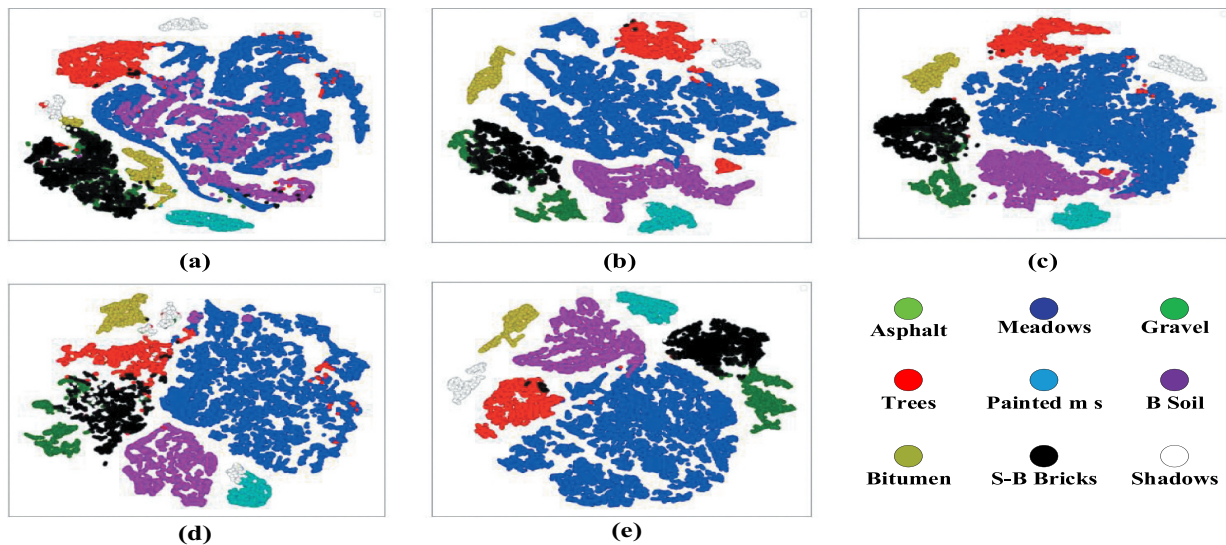 (a)
(b)
(c)
Asphalt Meadows Gravel
Trees Painted m s B Soil
Bitumen S-B Bricks Shadows
(d)
(e)